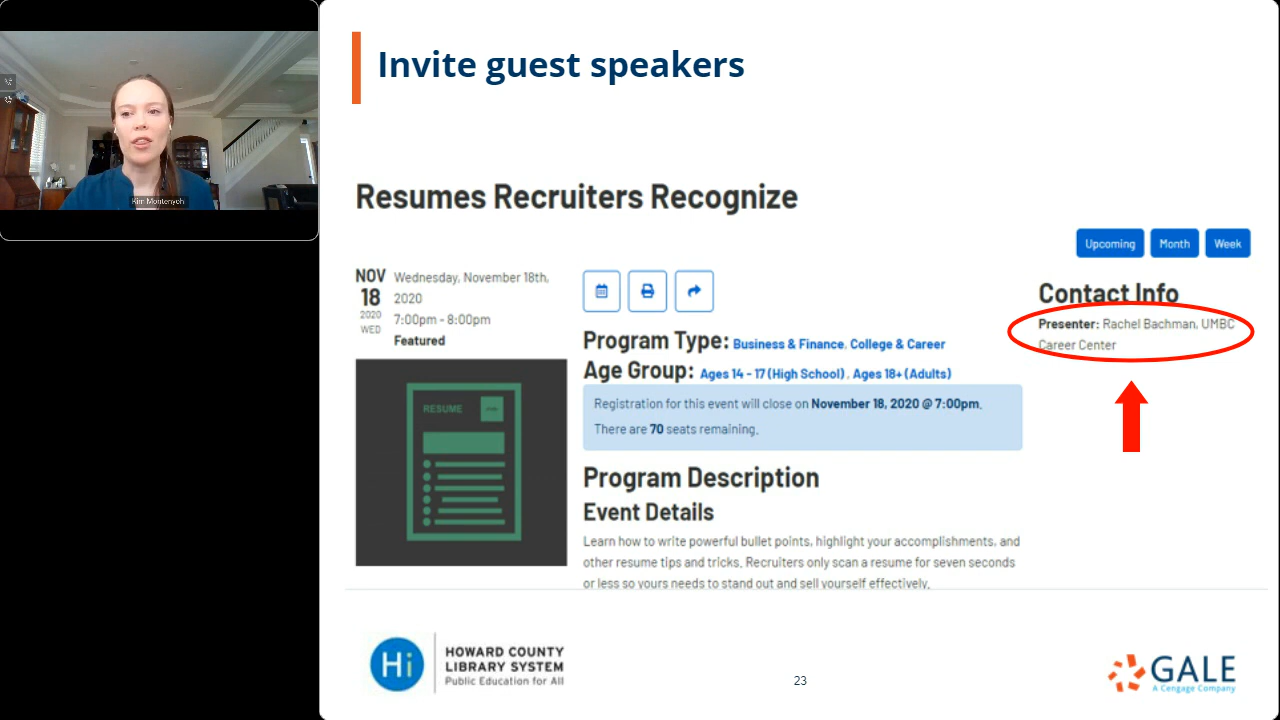 Kim Montenyoh
Invite guest speakers
Resumes Recruiters Recognize
Upcoming
Month
Week
NOV
18
2020
WED
Wednesday, November 18th,
2020
7:00pm - 8:00pm
Featured
RESUME
Program Type: Business & Finance, College & Career
Age Group: Ages 14 - 17 (High School) , Ages 18+ (Adults)
Registration for this event will close on November 18, 2020 @ 7:00pm.
There are 70 seats remaining.
Program Description
Event Details
Learn how to write powerful bullet points, highlight your accomplishments, and
other resume tips and tricks. Recruiters only scan a resume for seven seconds
or less so yours needs to stand out and sell yourself effectively.
Contact Info
Presenter: Rachel Bachman, UMBC
Career Center
Hi
HOWARD COUNTY
LIBRARY SYSTEM
Public Education for All
23
GALE
A Cengage Company